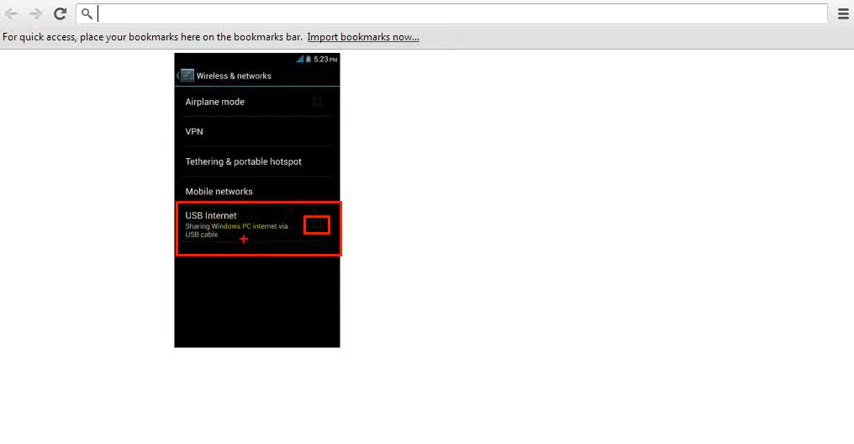 For quick access, place your bookmarks here on the bookmarks bar. Import bookmarks now...
5:23 PM
Wireless & networks
Airplane mode
VPN
Tethering & portable hotspot
Mobile networks
USB Internet
Sharing Windows PC internet via
USB cable